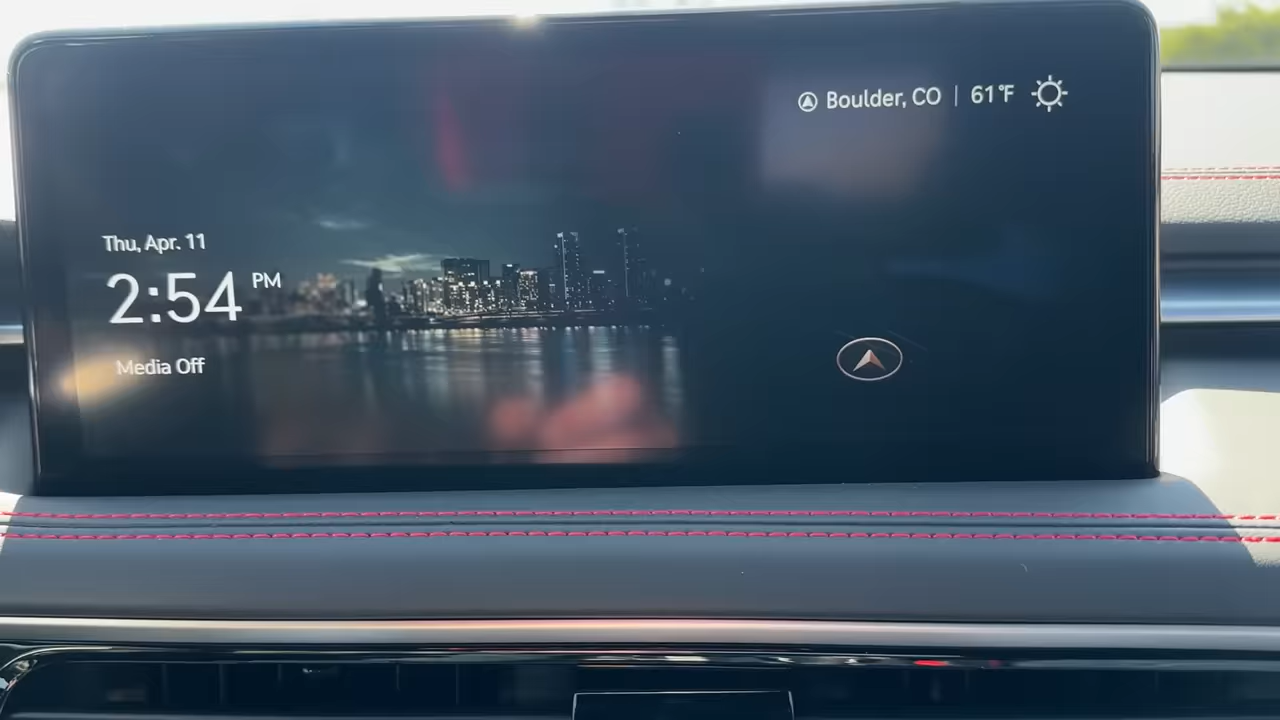 Boulder, CO | 61°F
Thu, Apr. 11
2:54 PM
Media Off